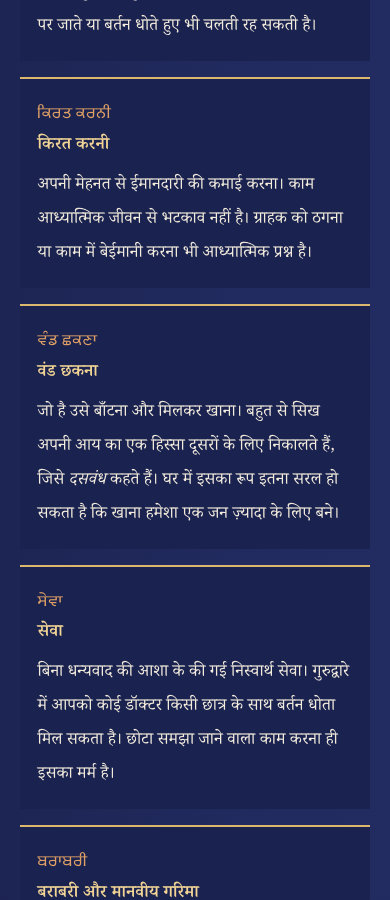 पर जाते या बर्तन धोते हुए भी चलती रह सकती है।
ਕਿਰਤ ਕਰਨੀ
किरत करनी
अपनी मेहनत से ईमानदारी की कमाई करना। काम
आध्यात्मिक जीवन से भटकाव नहीं है। ग्राहक को ठगना
या काम में बेईमानी करना भी आध्यात्मिक प्रश्न है।
ਵੰਡ ਛਕਣਾ
वंड छकना
जो है उसे बाँटना और मिलकर खाना। बहुत से सिख
अपनी आय का एक हिस्सा दूसरों के लिए निकालते हैं,
जिसे दसवंध कहते हैं। घर में इसका रूप इतना सरल हो
सकता है कि खाना हमेशा एक जन ज़्यादा के लिए बने।
ਸੇਵਾ
सेवा
बिना धन्यवाद की आशा के की गई निस्वार्थ सेवा। गुरुद्वारे
में आपको कोई डॉक्टर किसी छात्र के साथ बर्तन धोता
मिल सकता है। छोटा समझा जाने वाला काम करना ही
इसका मर्म है।
ਬਰਾਬਰੀ
बराबरी और मानवीय गरिमा